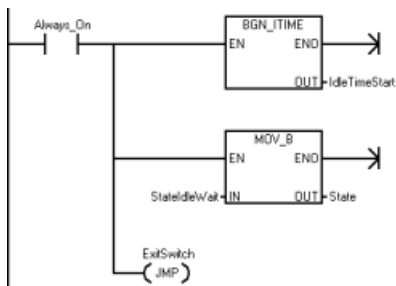 Always_On
BGN_ITIME
EN ENO
OUT IdleTimeStart
MOV_B
EN ENO
StateIdleWait IN OUT State
ExitSwitch
JMP